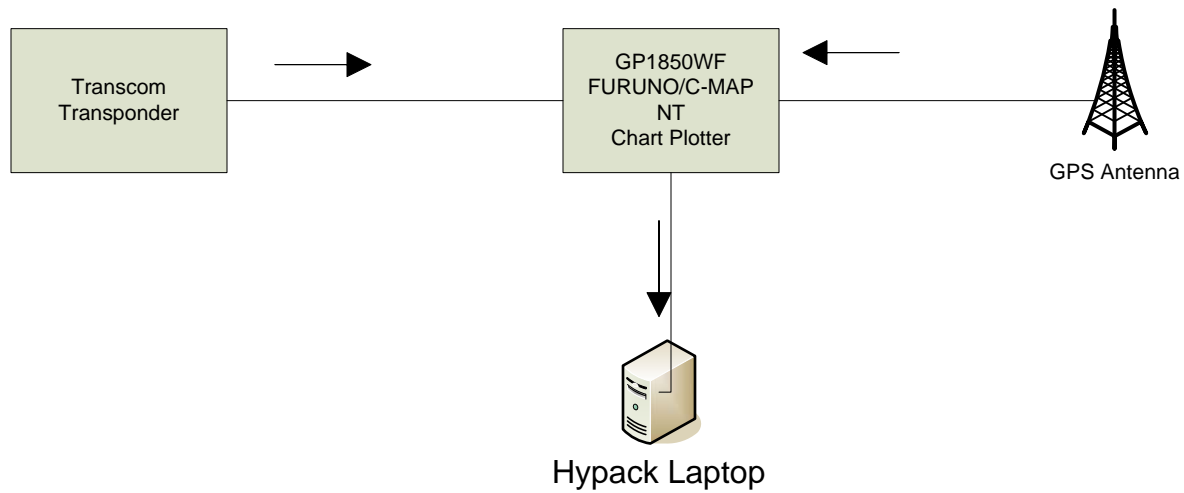 Transcom
Transponder
GP1850WF
FURUNO/C-MAP
NT
Chart Plotter
GPS Antenna
Hypack Laptop